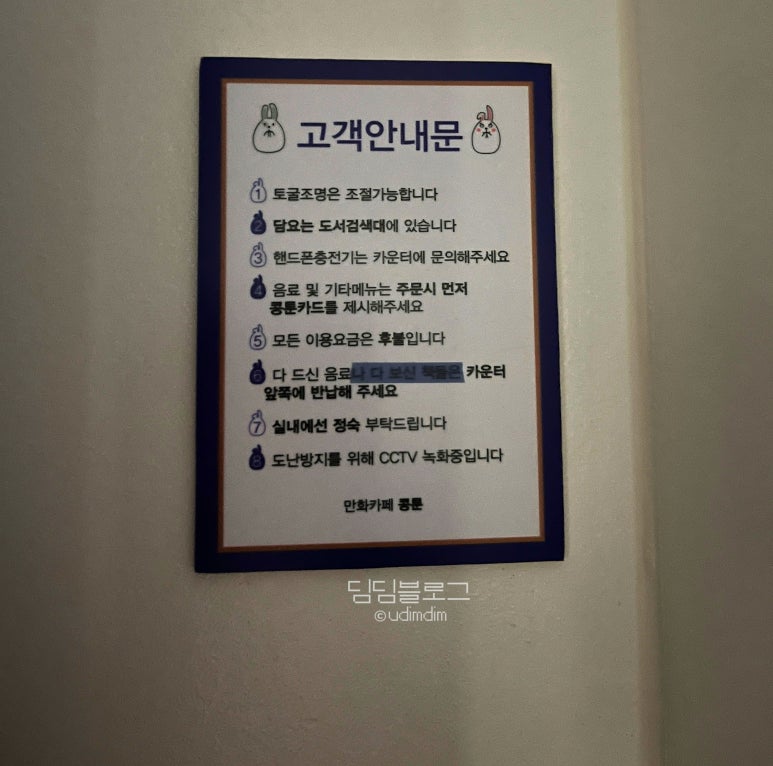 고객안내문
1 토굴조명은 조절가능합니다
2 담요는 도서검색대에 있습니다
3 핸드폰충전기는 카운터에 문의해주세요
4 음료 및 기타메뉴는 주문시 먼저
콩툰카드를 제시해주세요
5 모든 이용요금은 후불입니다
6 다 드신 음료나 다 보신 책들은 카운터
앞쪽에 반납해 주세요
7 실내에선 정숙 부탁드립니다
8 도난방지를 위해 CCTV 녹화중입니다
만화카페 콩툰
딤딤블로그
©udimdim